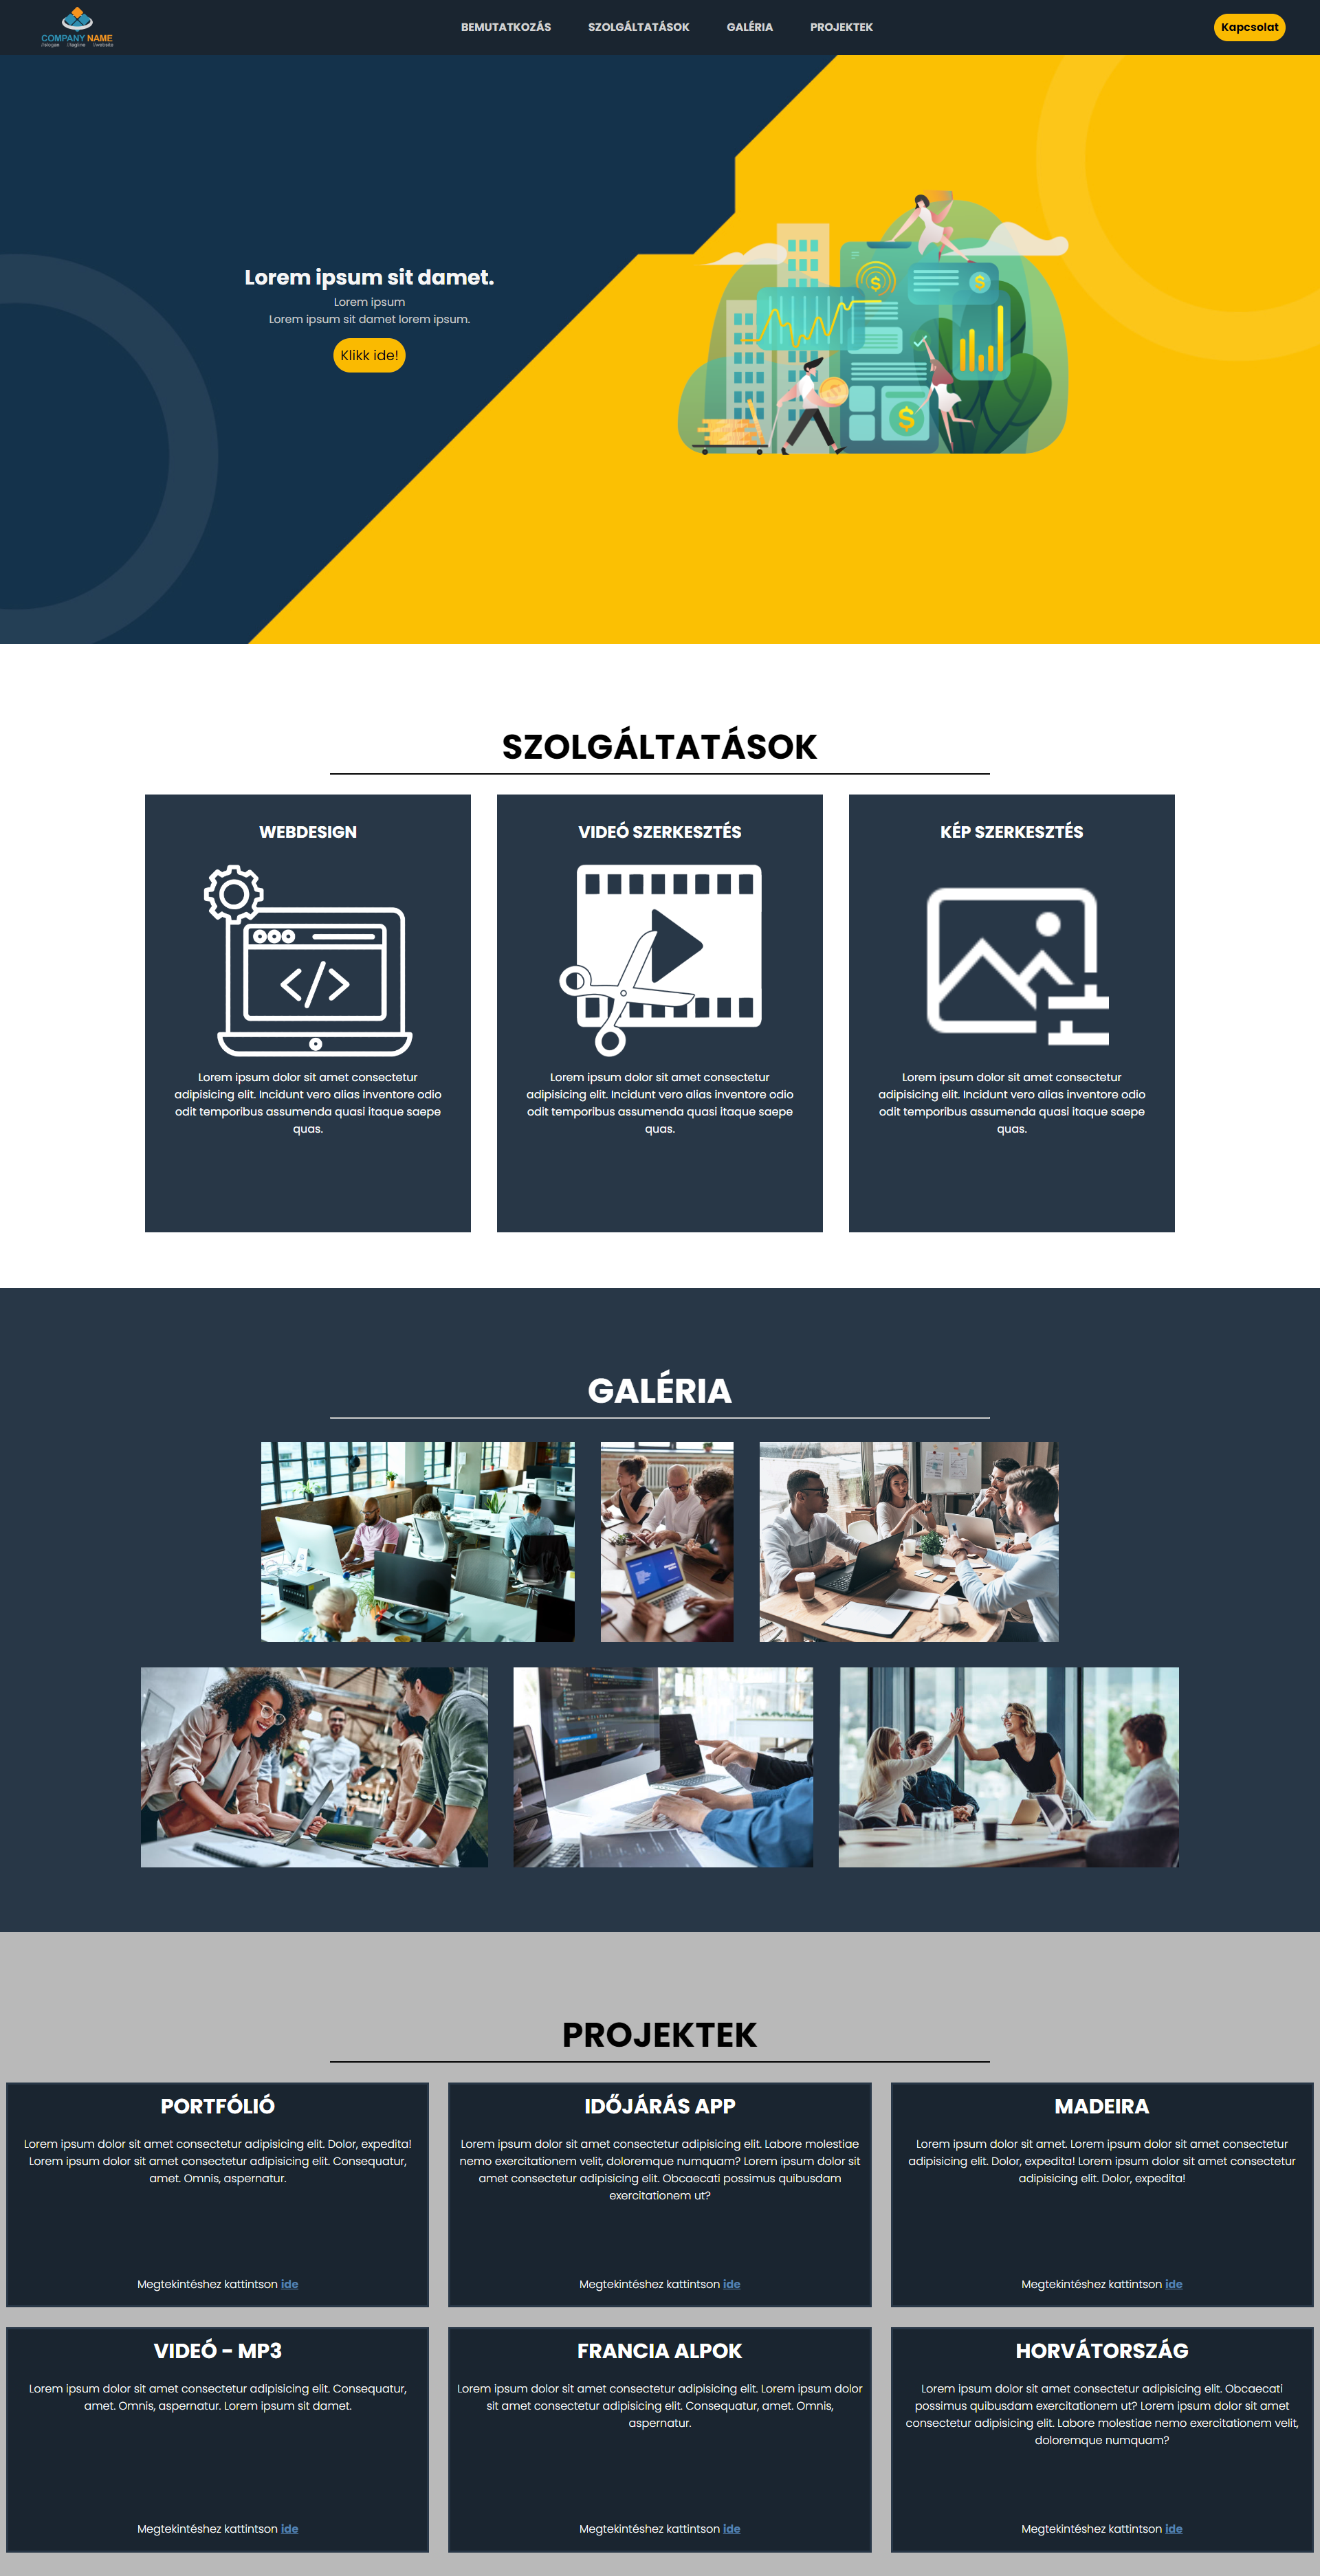 COMPANY NAME
BEMUTATKOZÁS
SZOLGÁLTATÁSOK
GALÉRIA
PROJEKTEK
Kapcsolat
Lorem ipsum sit damet.
Lorem ipsum
Lorem ipsum sit damet lorem ipsum.
Klikk ide!
SZOLGÁLTATÁSOK
WEBDESIGN
Lorem ipsum dolor sit amet consectetur
adipisicing elit. Incidunt vero alias inventore odio
odit temporibus assumenda quasi itaque saepe
quas.
VIDEÓ SZERKESZTÉS
Lorem ipsum dolor sit amet consectetur
adipisicing elit. Incidunt vero alias inventore odio
odit temporibus assumenda quasi itaque saepe
quas.
KÉP SZERKESZTÉS
Lorem ipsum dolor sit amet consectetur
adipisicing elit. Incidunt vero alias inventore odio
odit temporibus assumenda quasi itaque saepe
quas.
GALÉRIA
PROJEKTEK
PORTFÓLIÓ
Lorem ipsum dolor sit amet consectetur adipisicing elit. Dolor, expedita!
Lorem ipsum dolor sit amet consectetur adipisicing elit. Consequatur,
amet. Omnis, aspernatur.
Megtekintéshez kattintson ide
IDŐJÁRÁS APP
Lorem ipsum dolor sit amet consectetur adipisicing elit. Labore molestiae
nemo exercitationem velit, doloremque numquam? Lorem ipsum dolor sit
amet consectetur adipisicing elit. Obcaecati possimus quibusdam
exercitationem ut?
Megtekintéshez kattintson ide
MADEIRA
Lorem ipsum dolor sit amet. Lorem ipsum dolor sit amet consectetur
adipisicing elit. Dolor, expedita! Lorem ipsum dolor sit amet consectetur
adipisicing elit. Dolor, expedita!
Megtekintéshez kattintson ide
VIDEÓ - MP3
Lorem ipsum dolor sit amet consectetur adipisicing elit. Consequatur,
amet. Omnis, aspernatur. Lorem ipsum sit damet.
Megtekintéshez kattintson ide
FRANCIA ALPOK
Lorem ipsum dolor sit amet consectetur adipisicing elit. Lorem ipsum dolor
sit amet consectetur adipisicing elit. Consequatur, amet. Omnis,
aspernatur.
Megtekintéshez kattintson ide
HORVÁTORSZÁG
Lorem ipsum dolor sit amet consectetur adipisicing elit. Obcaecati
possimus quibusdam exercitationem ut? Lorem ipsum dolor sit amet
consectetur adipisicing elit. Labore molestiae nemo exercitationem velit,
doloremque numquam?
Megtekintéshez kattintson ide